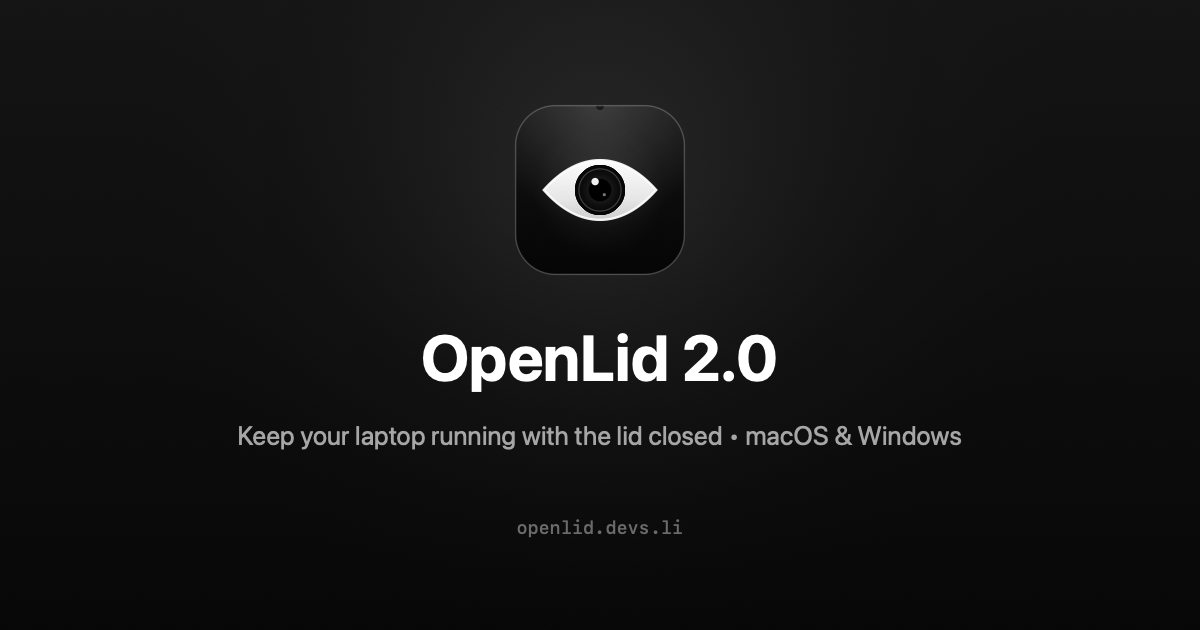 OpenLid 2.0
Keep your laptop running with the lid closed • macOS & Windows
openlid.devs.li